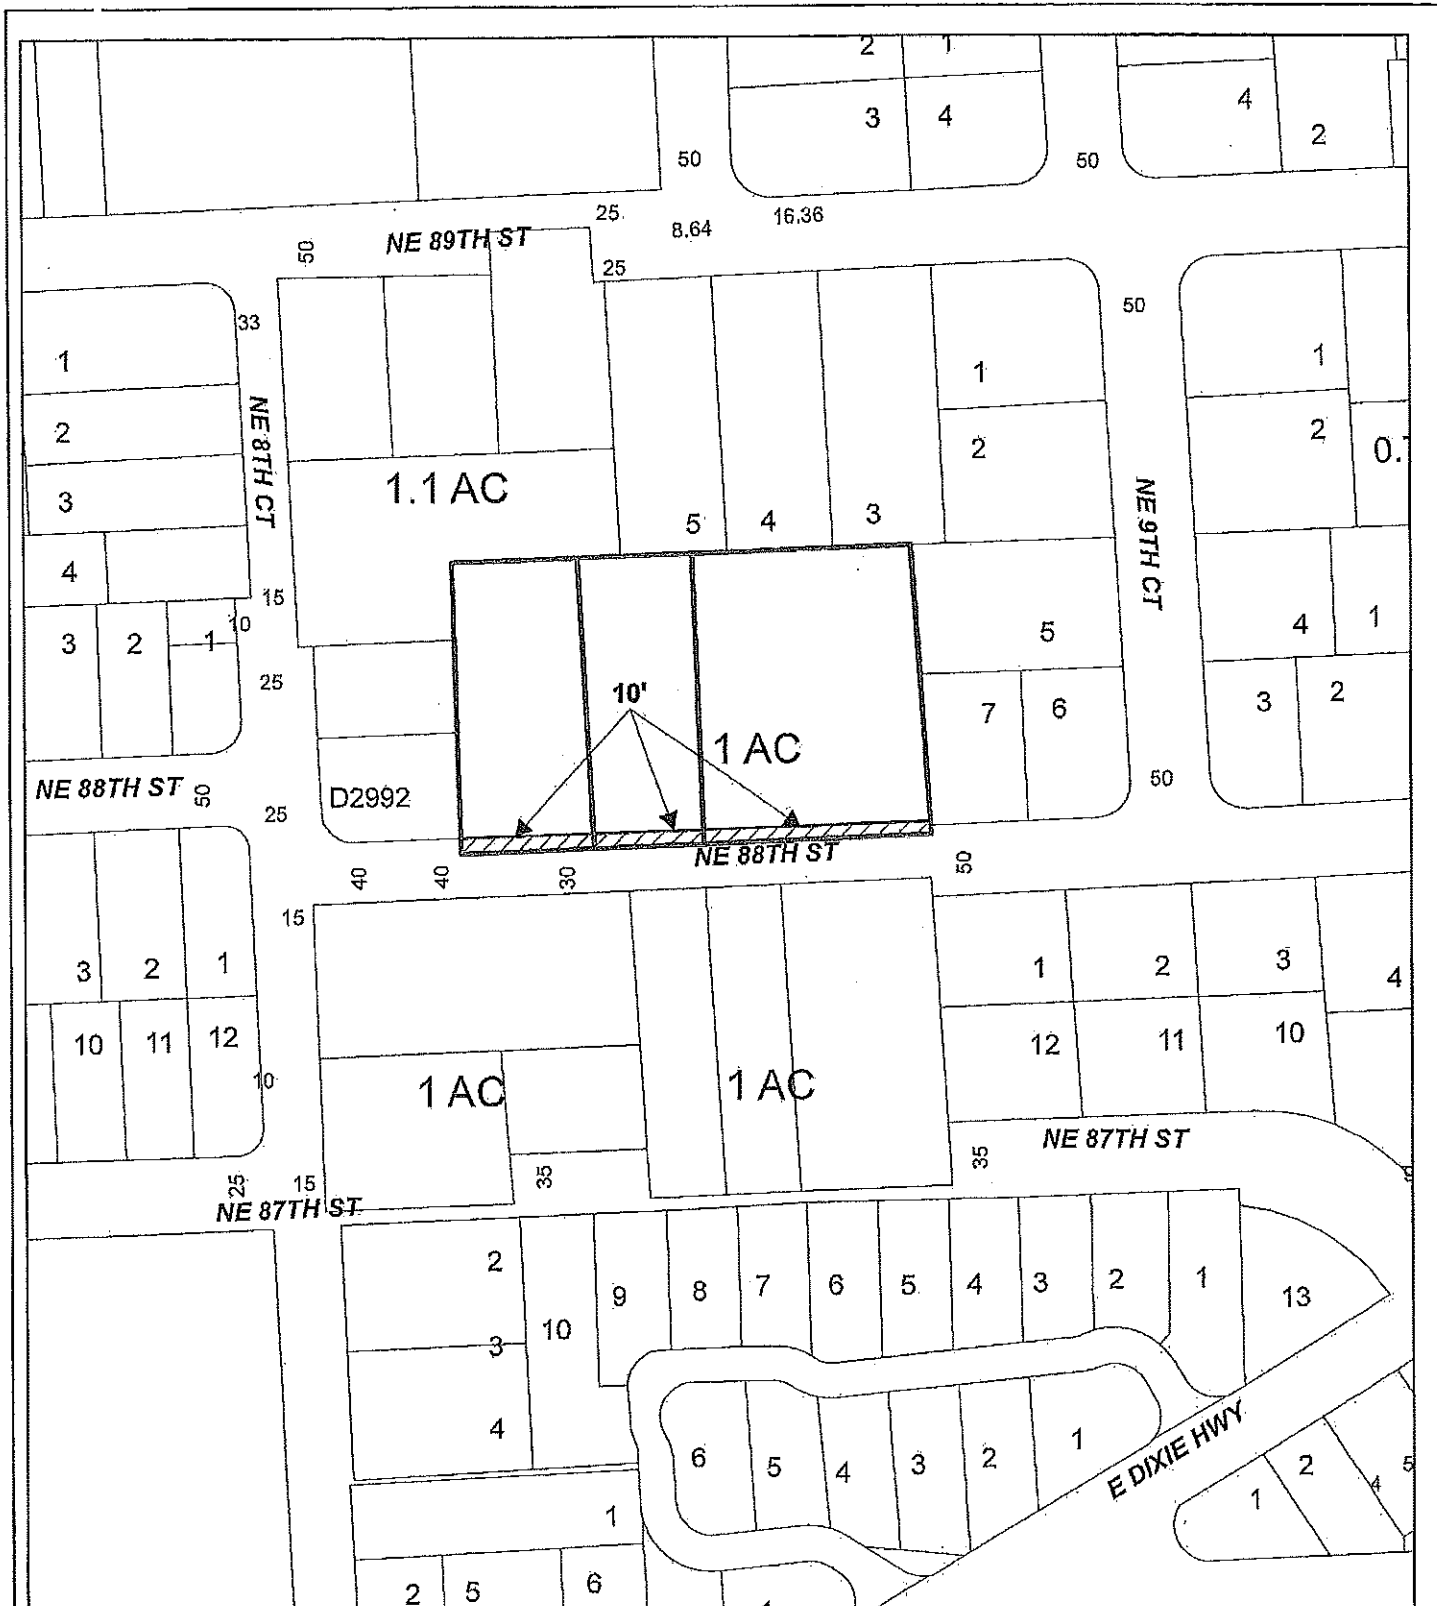 2 1
3 4 4 2
50 50
25. 8.64 16.36
NE 89TH ST
50 25
33 50
1 1 1
2 2 2 0.
NE 8TH CT
1.1 AC
3 5 4 3
NE 9TH CT
4
15
10
3 2 1 5 4 1
25
10'
7 6 3 2
1 AC
NE 88TH ST 50 D2992 50
25
NE 88TH ST
40 40 30 50
15
3 2 1 1 2 3 4
10 11 12 12 11 10
10
1 AC 1 AC
NE 87TH ST
35 35
25 15
NE 87TH ST
2 9 8 7 6 5 4 3 2 1 13
3 10
4
6 5 4 3 2 1
E DIXIE HWY
1 2 4 5
1
2 5 6